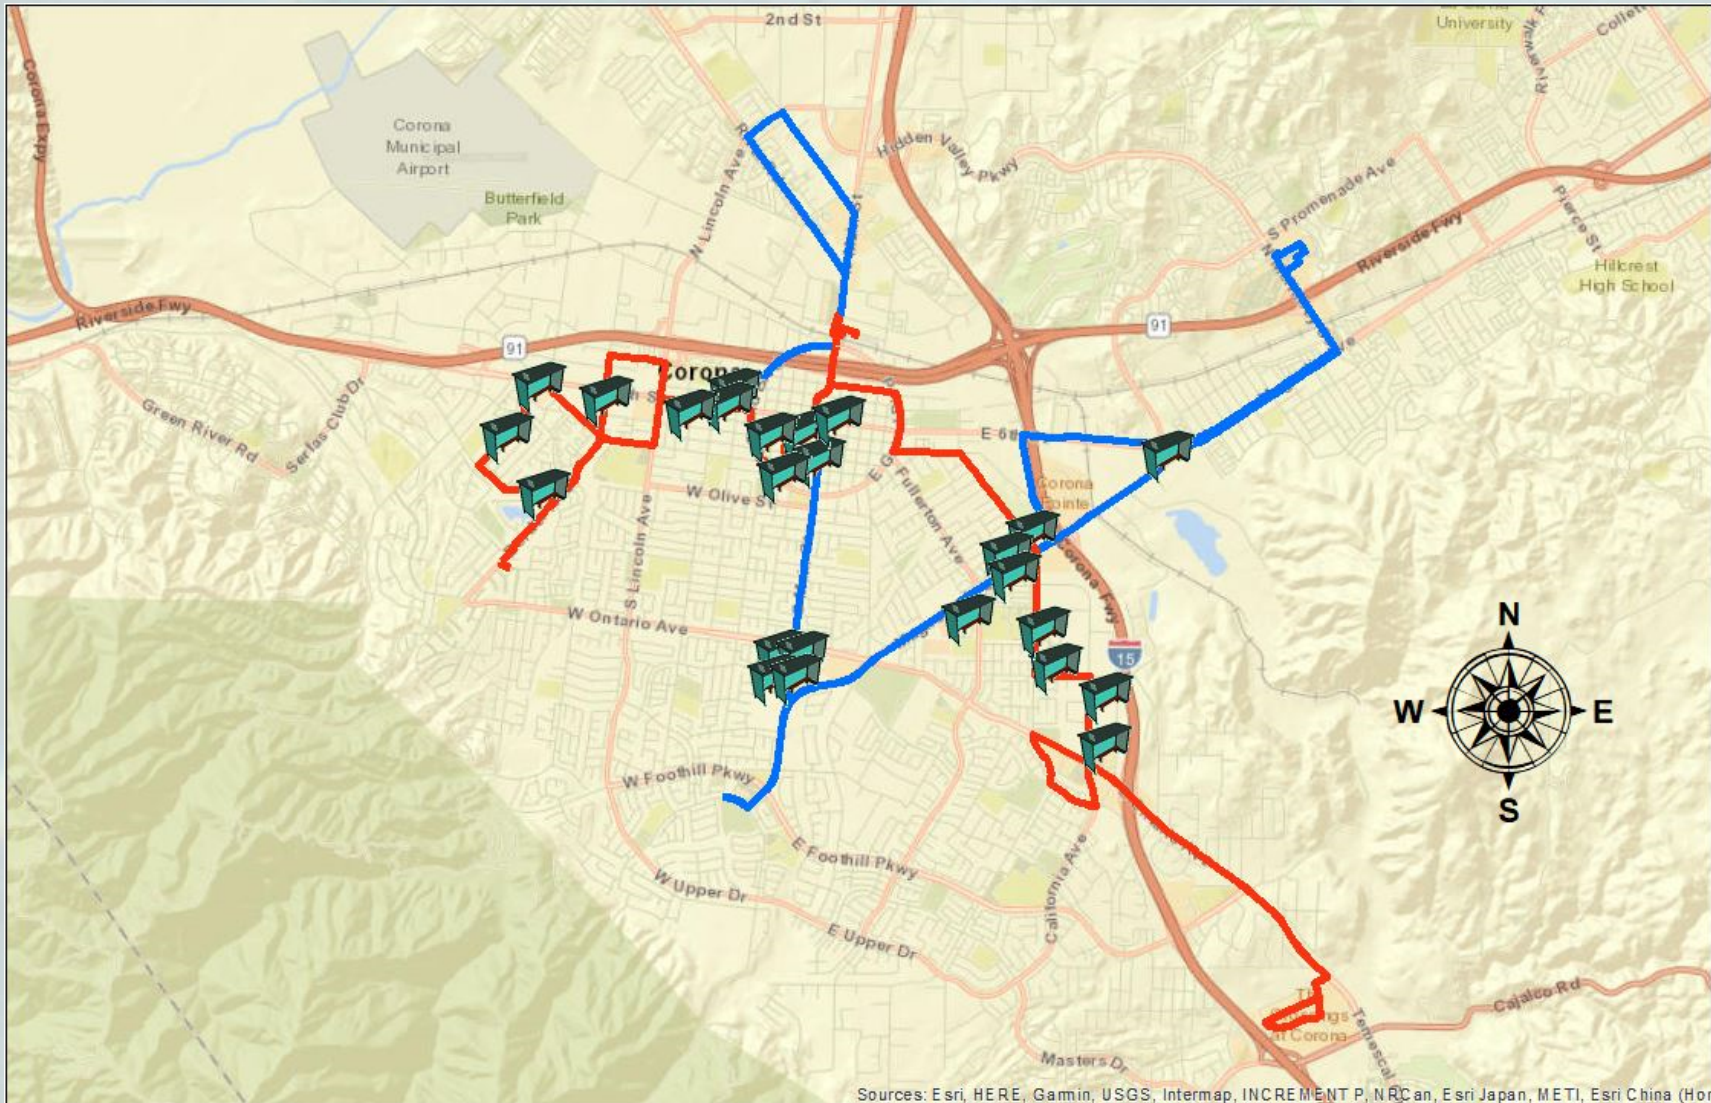 2nd St
University
Corona Expy
Corona
Municipal
Airport
Butterfield
Park
N Lincoln Ave
Hidden Valley Pkwy
S Promenade Ave
Riverside Fwy
Pierce St
Hillcrest
High School
Riverside Fwy
91
91
Green River Rd
Serfas Club Dr
E 6th
W Olive St
Fullerton Ave
Corona
Pointe
Corona Fwy
S Lincoln Ave
W Ontario Ave
15
W Foothill Pkwy
E Foothill Pkwy
W Upper Dr
E Upper Dr
California Ave
Cajalco Rd
at Corona
Temescal
Masters Dr
N
W
E
S
Sources: Esri, HERE, Garmin, USGS, Intermap, INCREMENT P, NRCan, Esri Japan, METI, Esri China (Hon